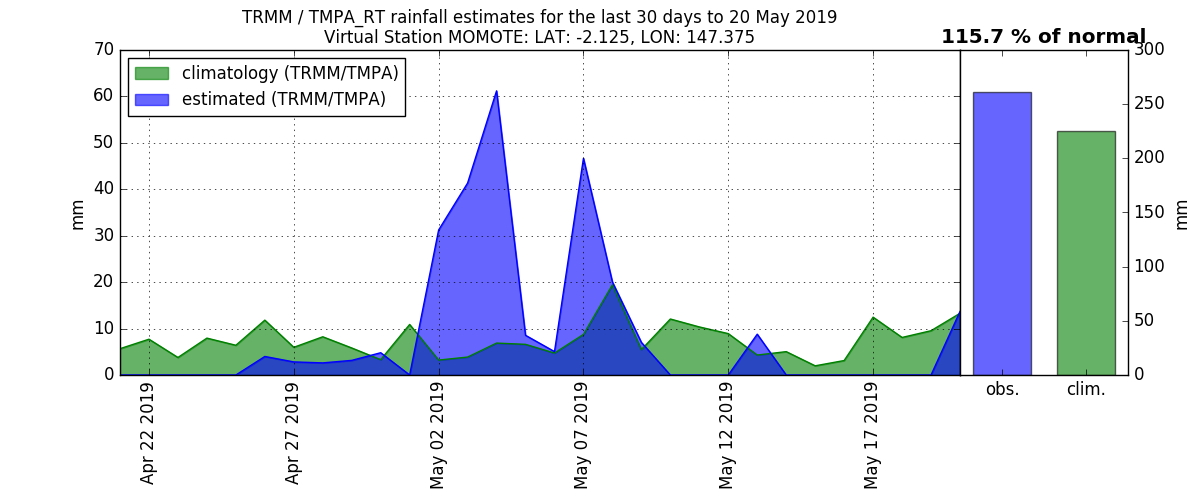 TRMM / TMPA_RT rainfall estimates for the last 30 days to 20 May 2019
Virtual Station MOMOTE: LAT: -2.125, LON: 147.375
115.7 % of normal
climatology (TRMM/TMPA)
estimated (TRMM/TMPA)
70
60
50
40
30
20
10
0
mm
Apr 22 2019
Apr 27 2019
May 02 2019
May 07 2019
May 12 2019
May 17 2019
obs.
clim.
300
250
200
150
100
50
0
mm